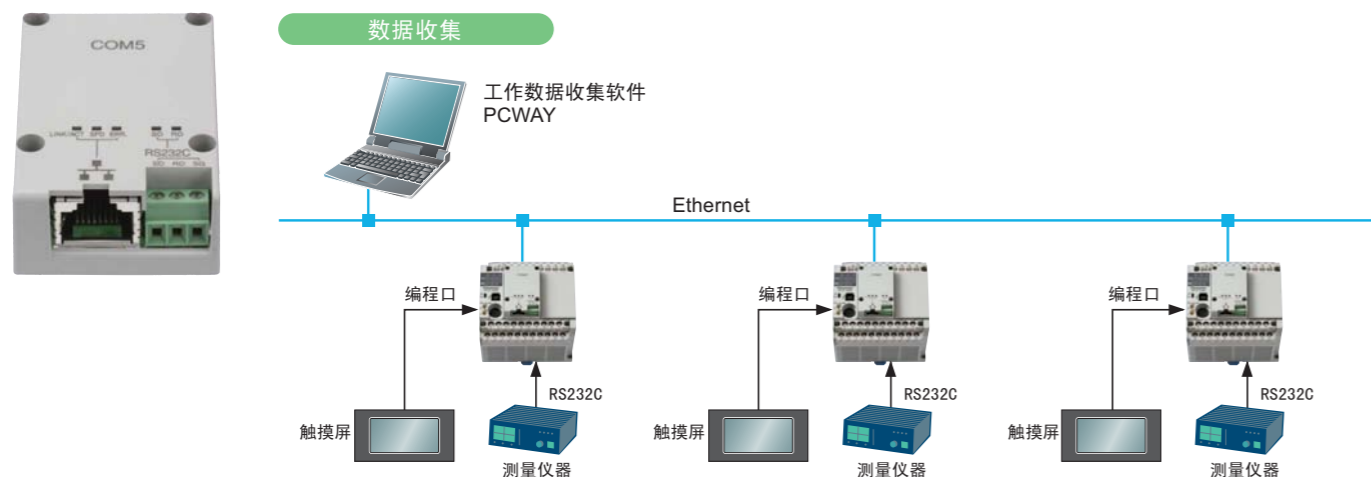 COM5
LINK/ACT SPD ERR. SD RD
RS232C
SD RD SG
数据收集
工作数据收集软件
PCWAY
Ethernet
编程口
编程口
编程口
RS232C
RS232C
RS232C
触摸屏
触摸屏
触摸屏
测量仪器
测量仪器
测量仪器